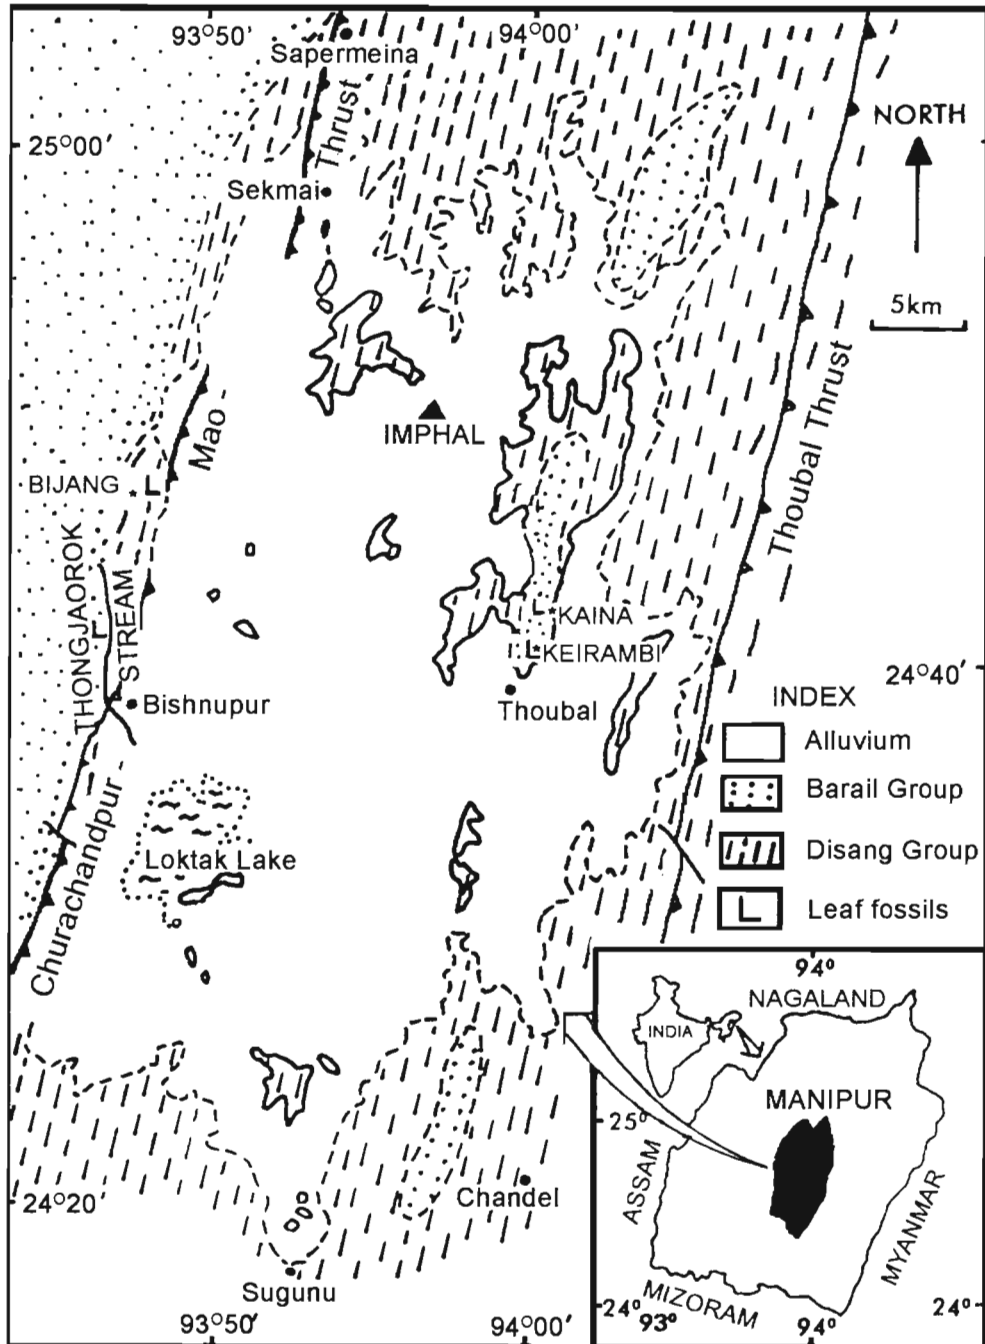 93°50'
94°00'
Sapermeina
25°00'
Thrust
NORTH
Sekmai
5km
Mao -
IMPHAL
Thoubal Thrust
BIJANG
L
THONGJAOROK
STREAM
L
L
KAINA
L
KEIRAMBI
24°40'
Bishnupur
Thoubal
INDEX
Alluvium
Barail Group
Disang Group
L
Leaf fossils
Churachandpur -
Loktak Lake
94°
NAGALAND
INDIA
MANIPUR
25°
ASSAM
MYANMAR
MIZORAM
24°
93°
94°
24°
Chandel
24°20'
Sugunu
93°50'
94°00'